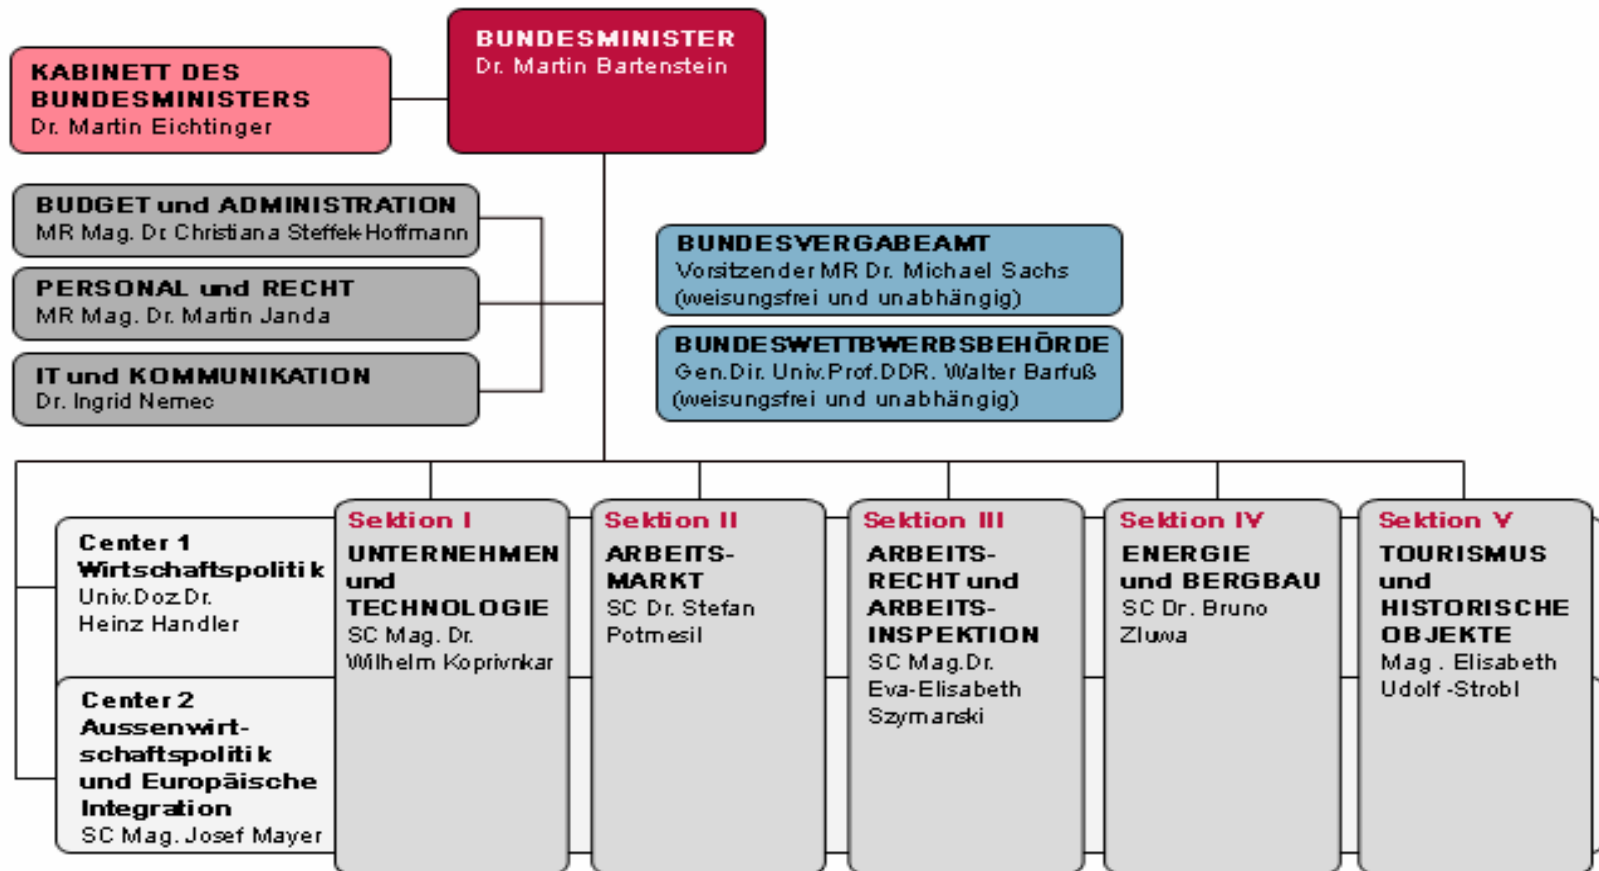 BUNDESMINISTER
Dr. Martin Bartenstein
KABINETT DES
BUNDESMINISTERS
Dr. Martin Eichtinger
BUDGET und ADMINISTRATION
MR Mag. Dr. Christiana Steffek-Hoffmann
PERSONAL und RECHT
MR Mag. Dr. Martin Janda
IT und KOMMUNIKATION
Dr. Ingrid Nemec
BUNDESVERGABEAMT
Vorsitzender MR Dr. Michael Sachs
(weisungsfrei und unabhängig)
BUNDESWETTBWERBSBEHÖRDE
Gen.Dir. Univ.Prof.DDR. Walter Barfuß
(weisungsfrei und unabhängig)
Center 1
Wirtschaftspolitik
Univ.Doz.Dr.
Heinz Handler
Center 2
Aussenwirt-
schaftspolitik
und Europäische
Integration
SC Mag. Josef Mayer
Sektion I
UNTERNEHMEN
und
TECHNOLOGIE
SC Mag. Dr.
Wilhelm Koprivnkar
Sektion II
ARBEITS-
MARKT
SC Dr. Stefan
Potmesil
Sektion III
ARBEITS-
RECHT und
ARBEITS-
INSPEKTION
SC Mag.Dr.
Eva-Elisabeth
Szymanski
Sektion IV
ENERGIE
und BERGBAU
SC Dr. Bruno
Zluwa
Sektion V
TOURISMUS
und
HISTORISCHE
OBJEKTE
Mag. Elisabeth
Udolf-Strobl